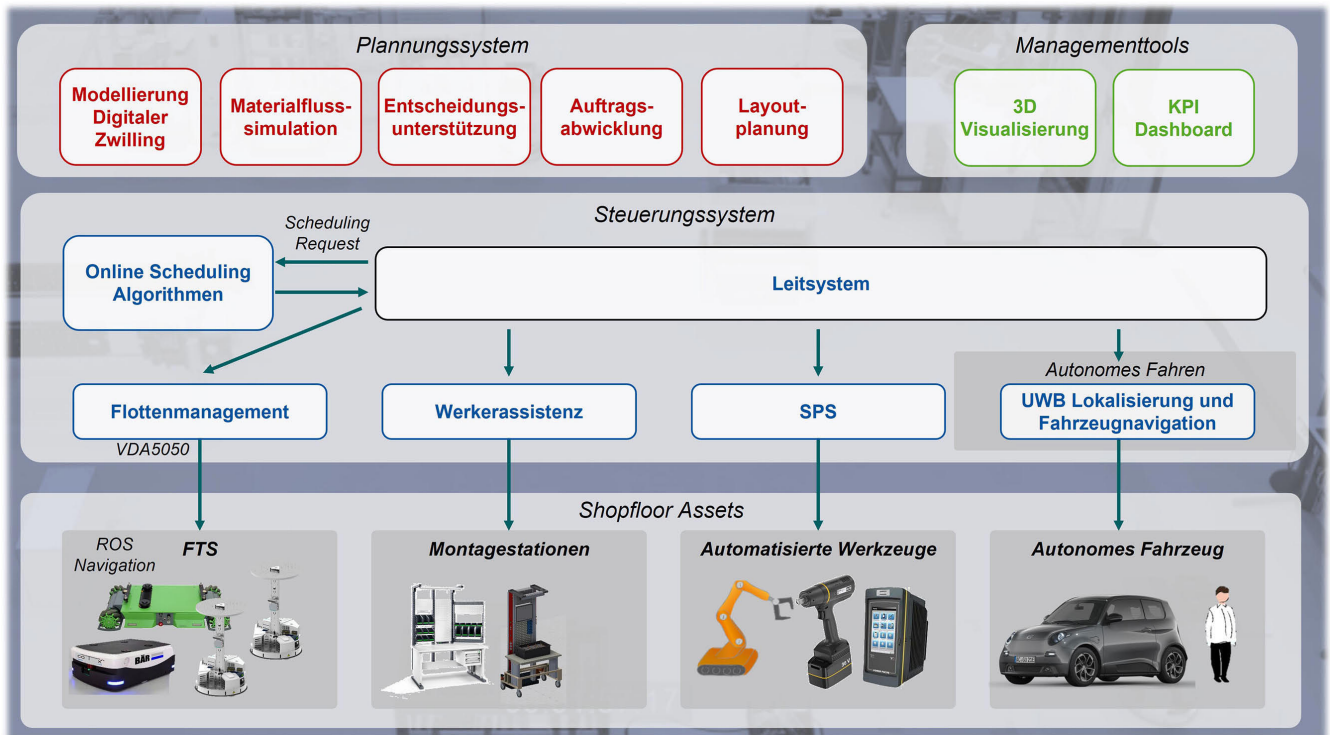 Plannungssystem
Modellierung
Digitaler
Zwilling
Materialfluss-
simulation
Entscheidungs-
unterstützung
Auftrags-
abwicklung
Layout-
planung
Managementtools
3D
Visualisierung
KPI
Dashboard
Steuerungssystem
Scheduling
Request
Online Scheduling
Algorithmen
Leitsystem
Flottenmanagement
VDA5050
Werkerassistenz
SPS
Autonomes Fahren
UWB Lokalisierung und
Fahrzeugnavigation
Shopfloor Assets
ROS
Navigation
FTS
BÄR
Montagestationen
Automatisierte Werkzeuge
Autonomes Fahrzeug